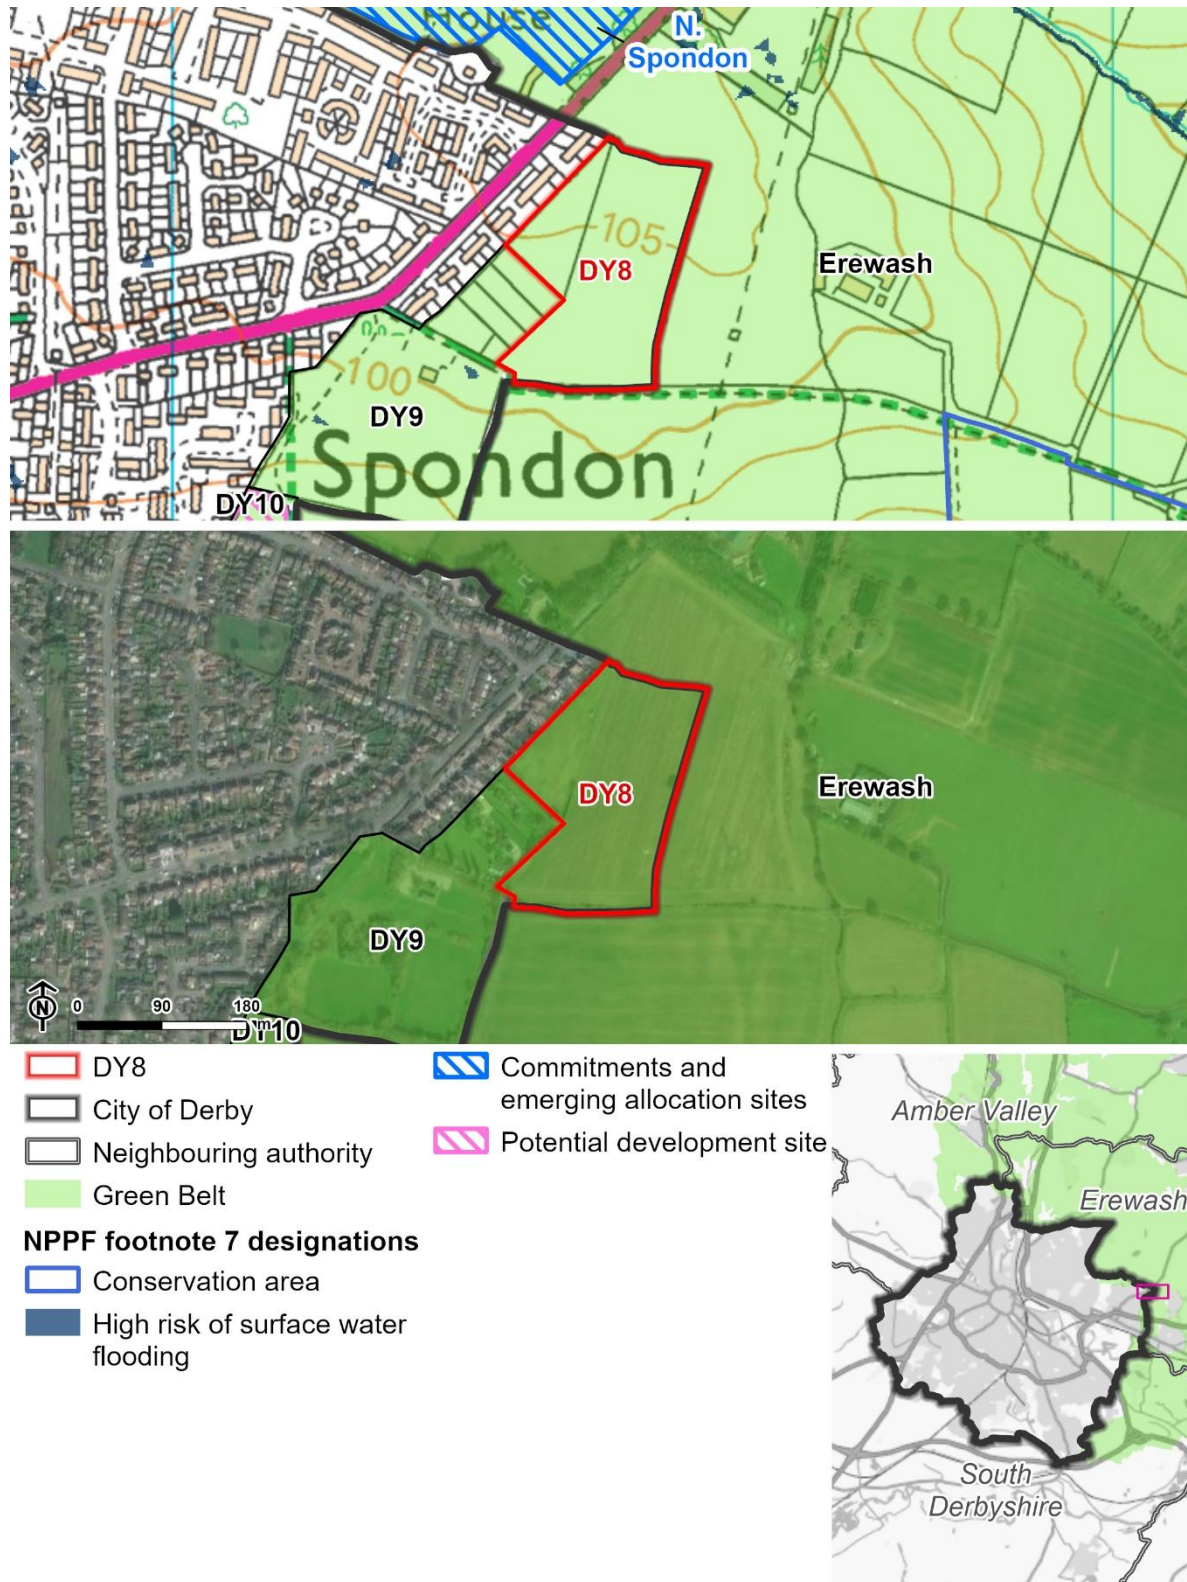 House
N.
Spondon
105
DY8
Erewash
100
DY9
Spondon
DY10
DY8
Erewash
DY9
N
0 90 180
m
DY10
DY8
City of Derby
Neighbouring authority
Green Belt
NPPF footnote 7 designations
Conservation area
High risk of surface water
flooding
Commitments and
emerging allocation sites
Potential development site
Amber Valley
Erewash
South
Derbyshire